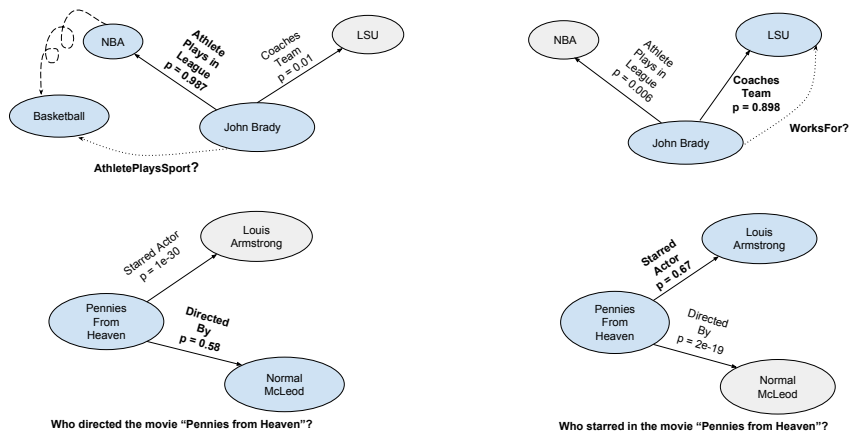 NBA
Athlete
Plays in
League
p = 0.987
Coaches
Team
p = 0.01
LSU
Basketball
John Brady
AthletePlaysSport?
NBA
Athlete
Plays in
League
p = 0.006
LSU
Coaches
Team
p = 0.898
WorksFor?
John Brady
Louis
Armstrong
Starred Actor
p = 1e-30
Pennies
From
Heaven
Directed
By
p = 0.58
Normal
McLeod
Who directed the movie “Pennies from Heaven”?
Louis
Armstrong
Starred
Actor
p = 0.67
Pennies
From
Heaven
Directed
By
p = 2e-19
Normal
McLeod
Who starred in the movie “Pennies from Heaven”?